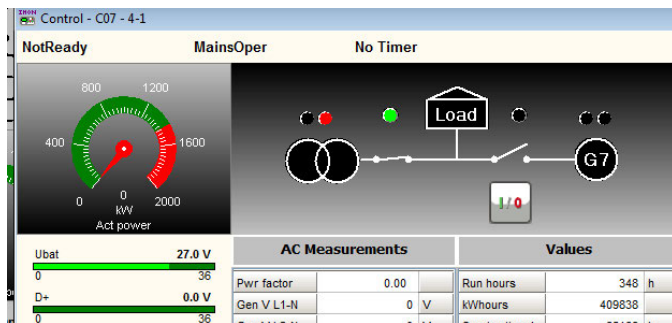 Control - C07 - 4-1
NotReady MainsOper No Timer
800 1200
400 1600
0 0 2000
kW
Act power
Load
G7
I/O
Ubat 27.0 V
0 36
D+ 0.0 V
0 36
AC Measurements Values
Pwr factor 0.00 Run hours 348 h
Gen V L1-N 0 V kWhours 409838